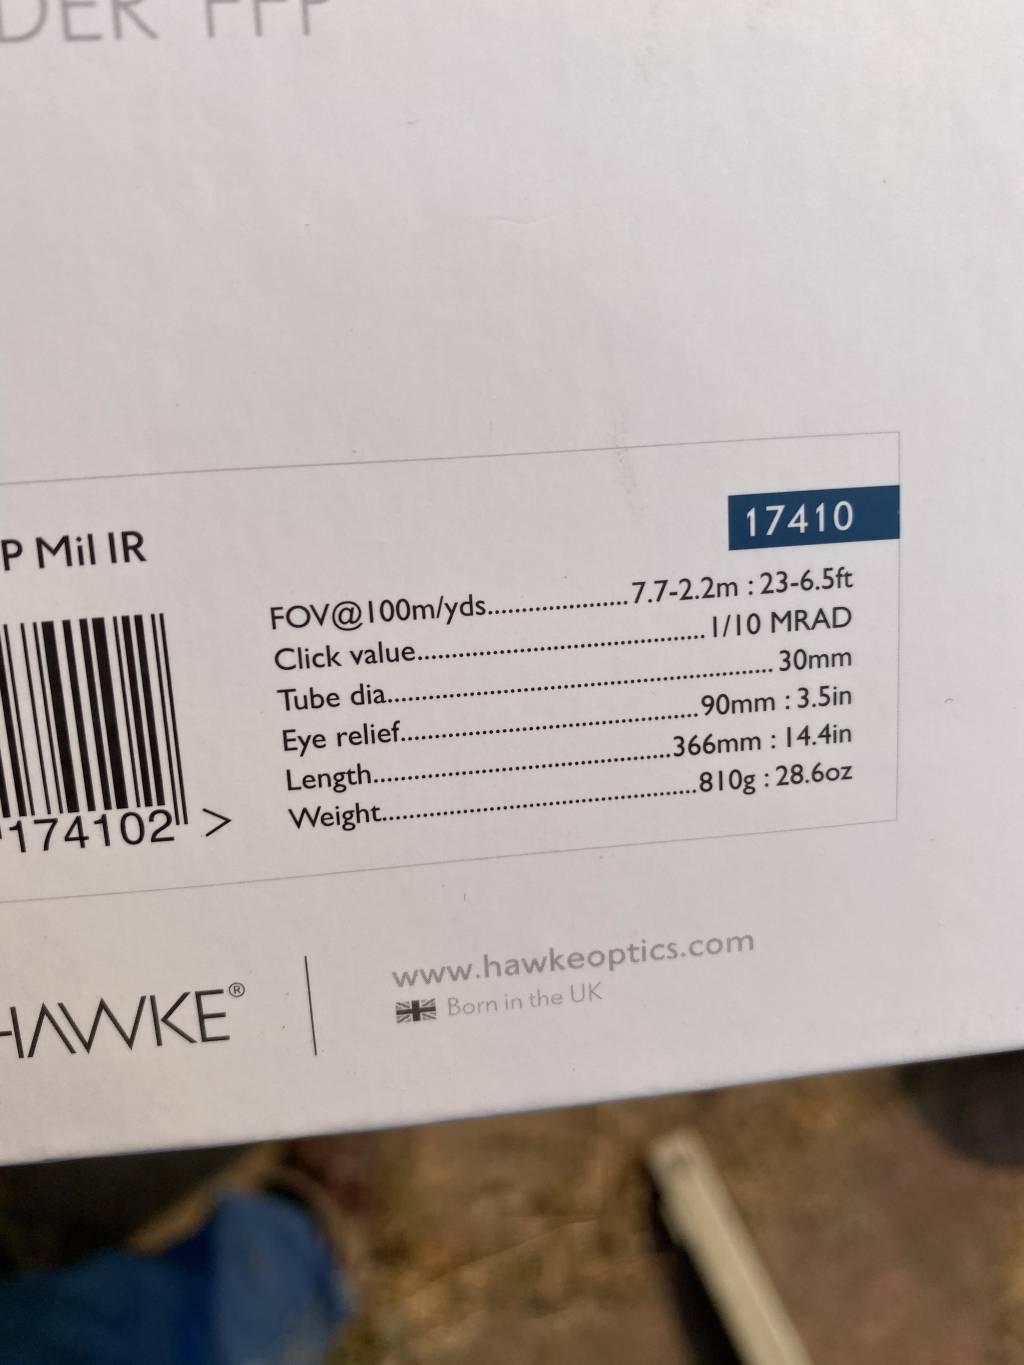 DER FFP
17410
P Mil IR
FOV@100m/yds......................7.7-2.2m : 23-6.5ft
Click value.............................................1/10 MRAD
Tube dia............................................................30mm
Eye relief..............................................90mm : 3.5in
Length..............................................366mm : 14.4in
Weight.................................................810g : 28.6oz
174102 >
HAWKE®
www.hawkeoptics.com
Born in the UK